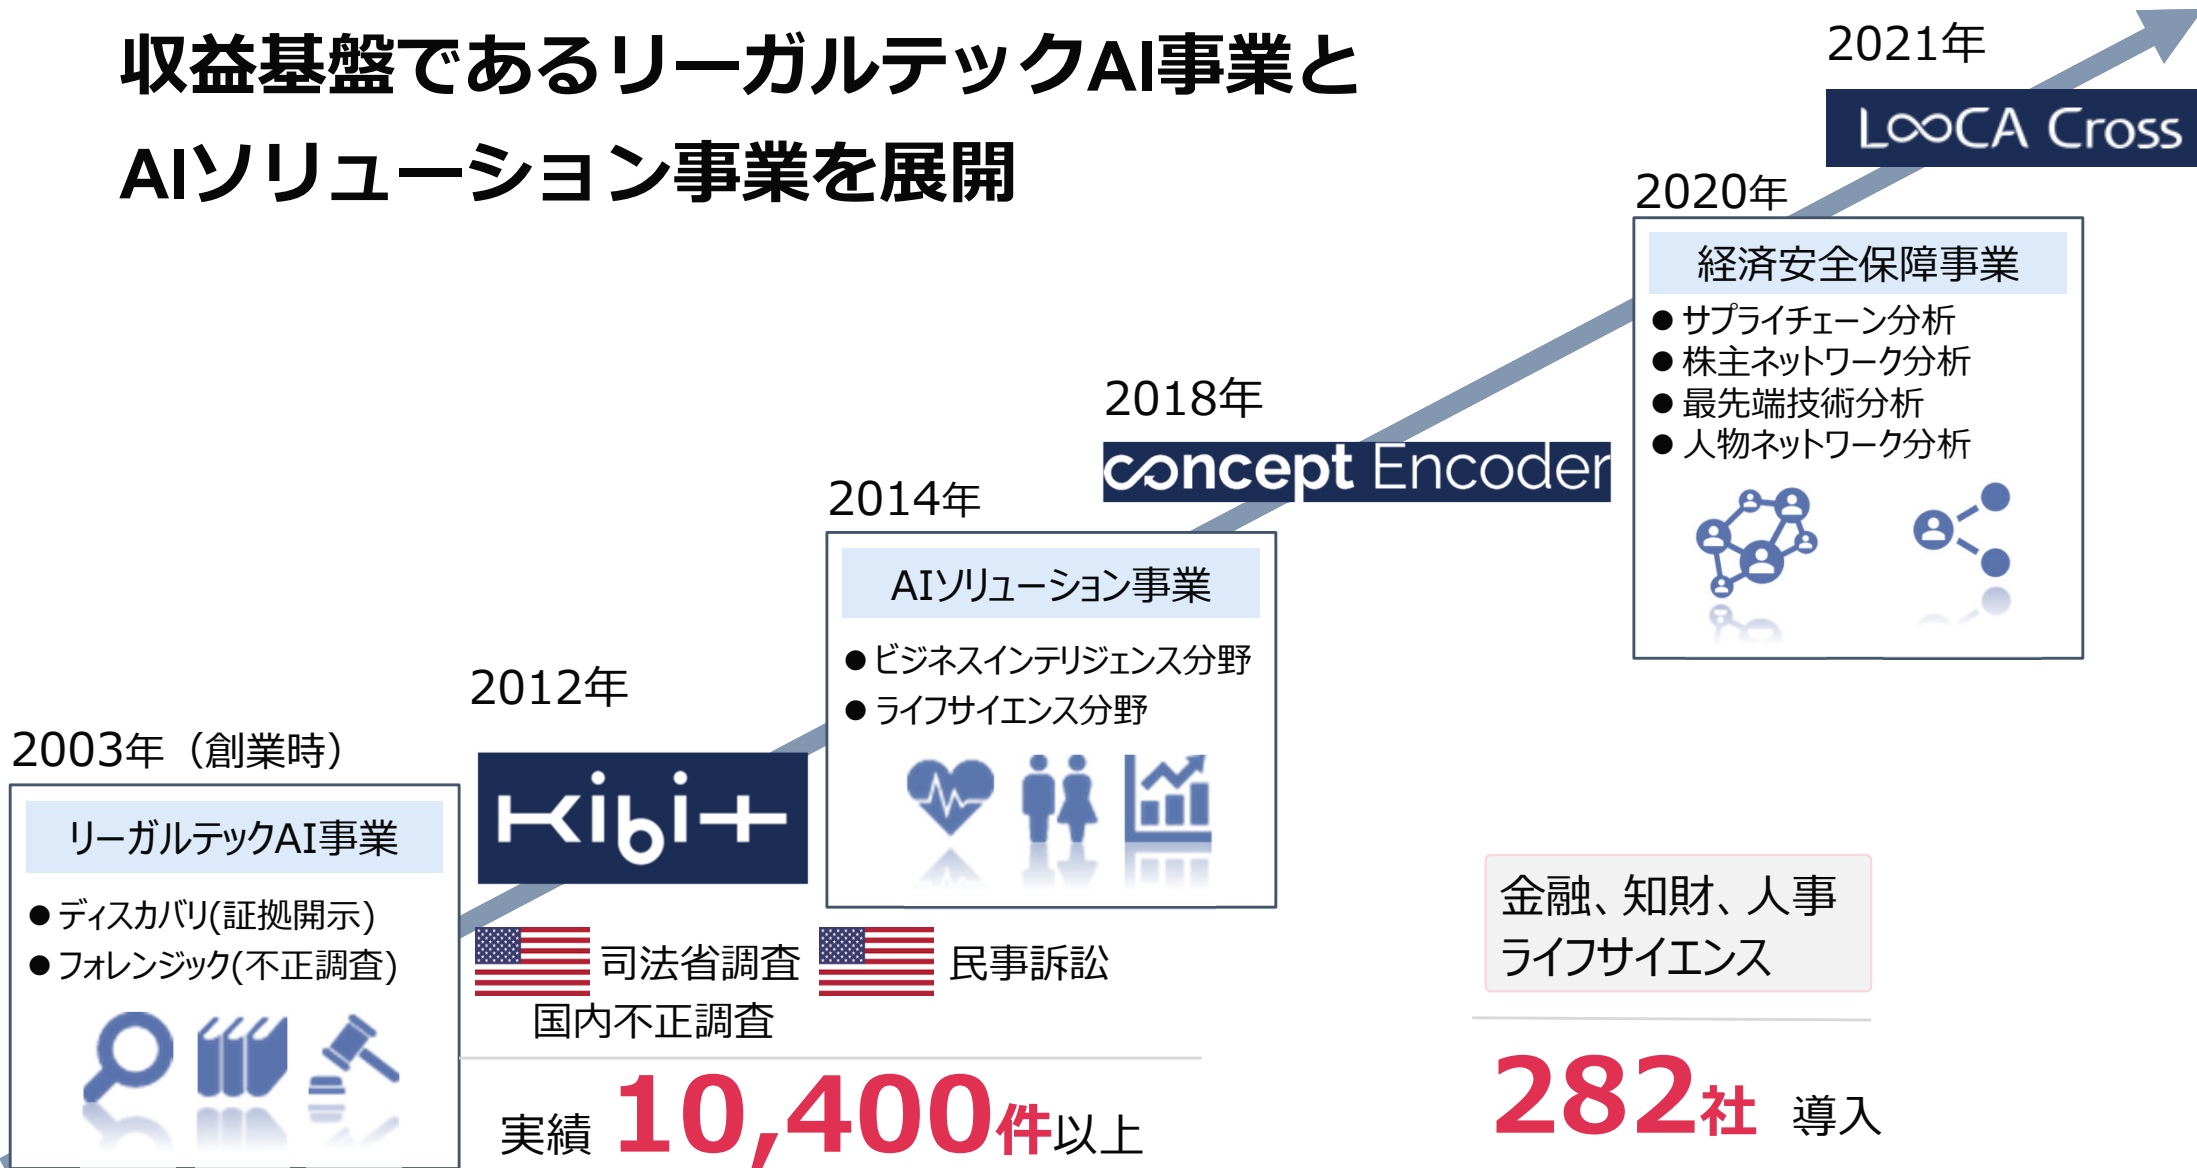 収益基盤であるリーガルテックAI事業と
AIソリューション事業を展開
2003年（創業時）
リーガルテックAI事業
●ディスカバリ(証拠開示)
●フォレンジック(不正調査)
2012年
kibit
司法省調査 民事訴訟
国内不正調査
実績 10,400件以上
2014年
AIソリューション事業
●ビジネスインテリジェンス分野
●ライフサイエンス分野
2018年
concept Encoder
2020年
経済安全保障事業
●サプライチェーン分析
●株主ネットワーク分析
●最先端技術分析
●人物ネットワーク分析
2021年
LOOCA Cross
金融、知財、人事
ライフサイエンス
282社 導入